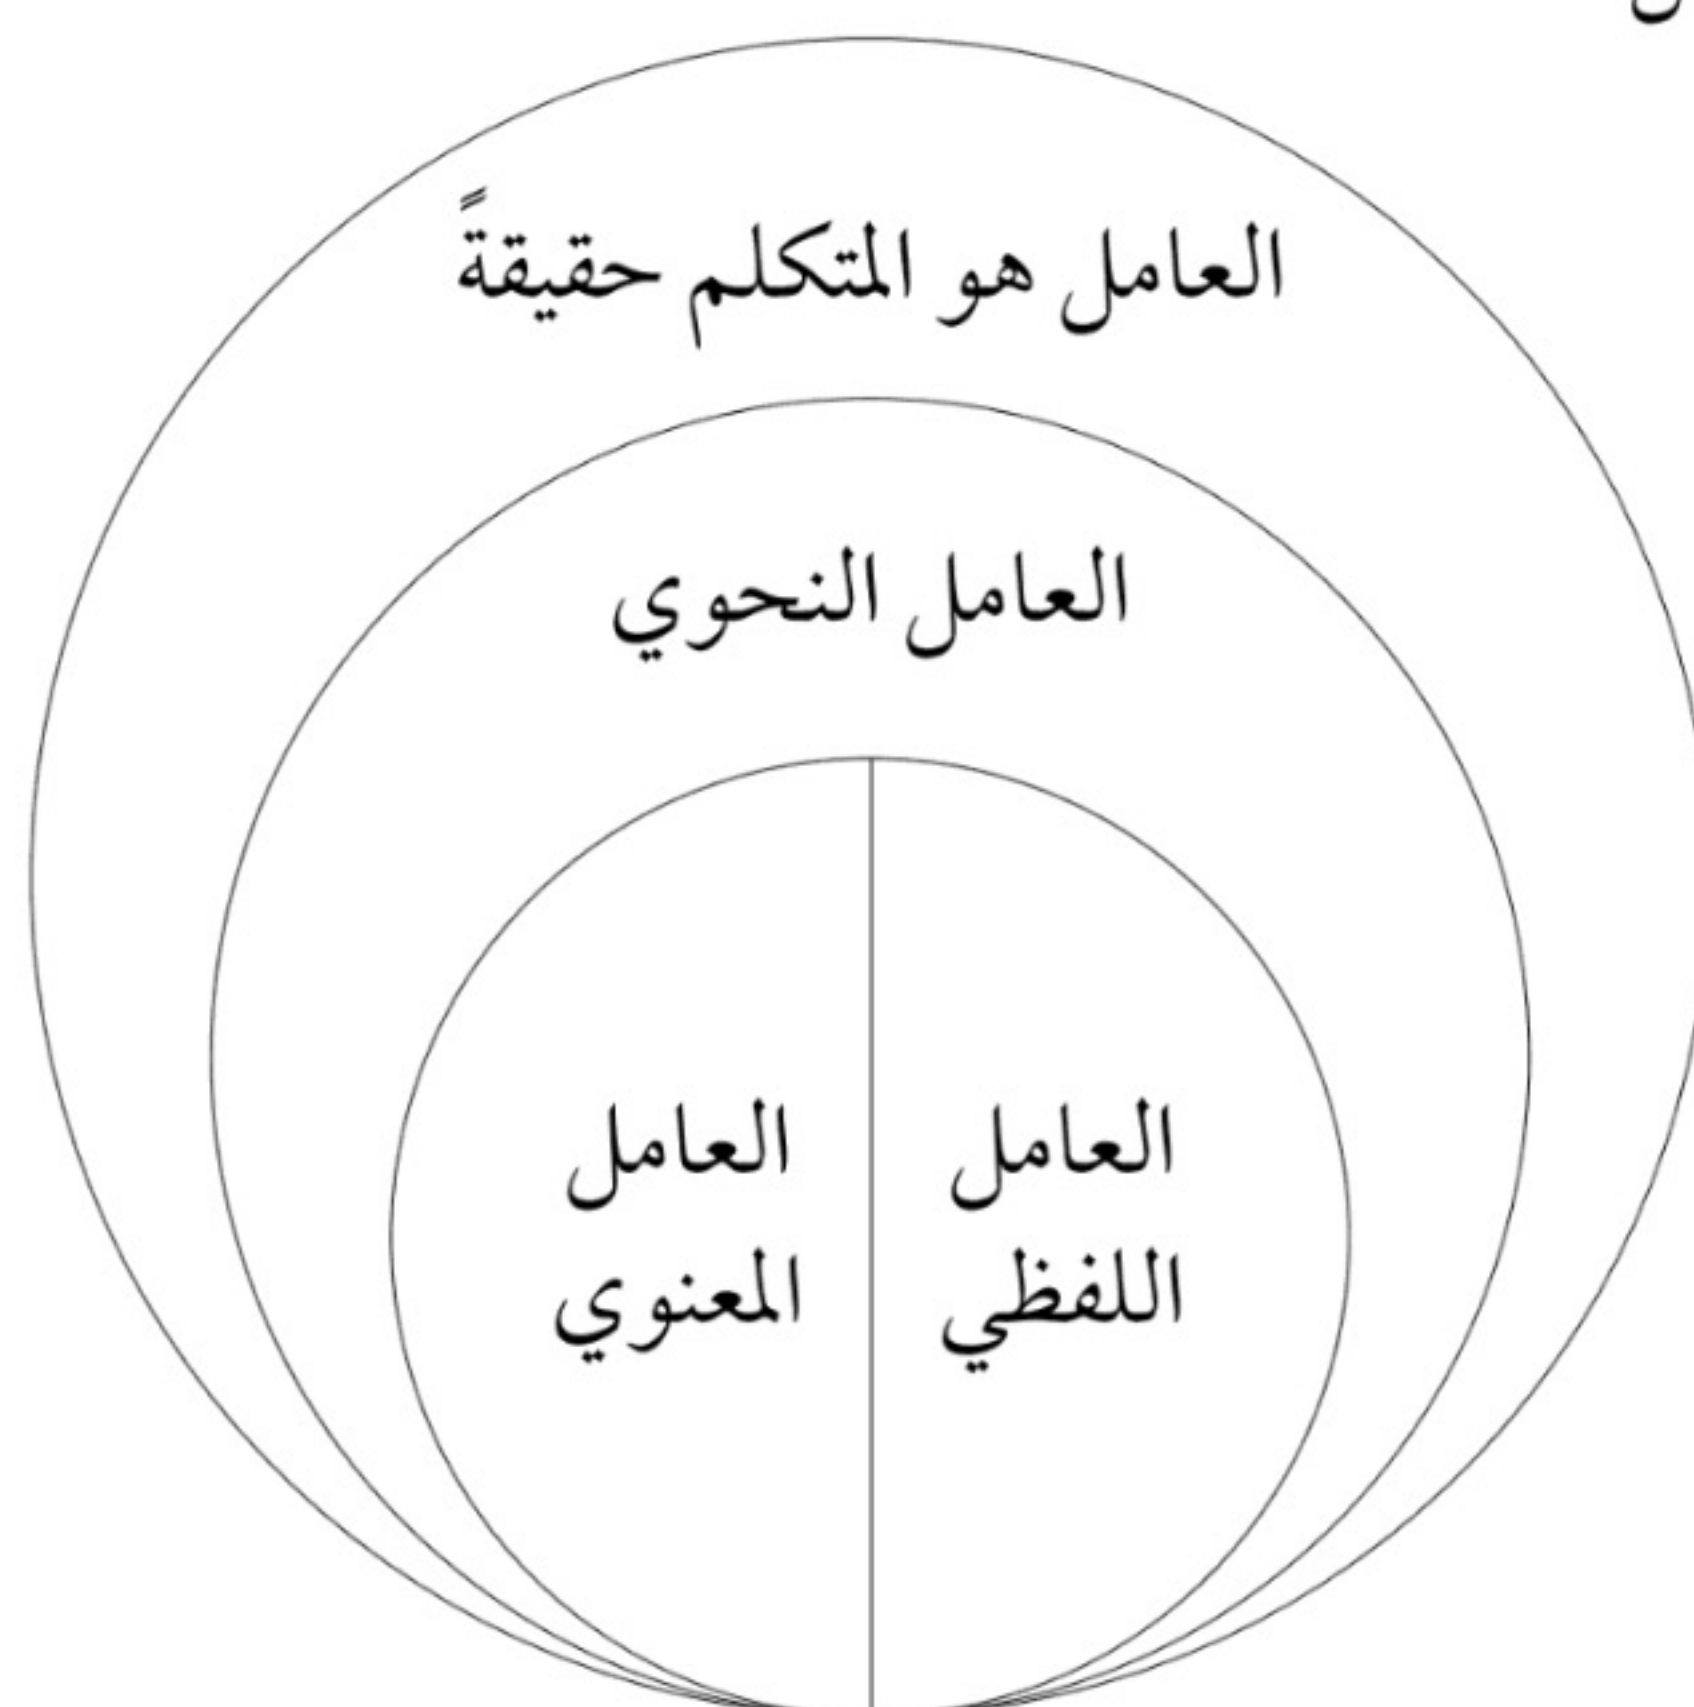 العامل هو المتكلم حقيقةً
العامل النحوي
العامل
اللفظي
العامل
المعنوي